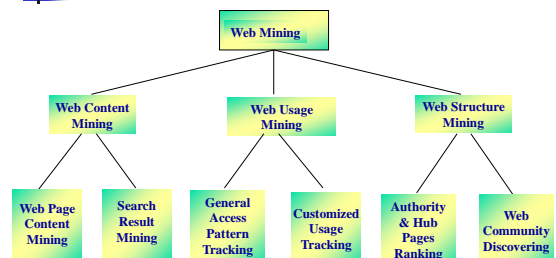 Web Mining
Web Content
Mining
Web Usage
Mining
Web Structure
Mining
Web Page
Content
Mining
Search
Result
Mining
General
Access
Pattern
Tracking
Customized
Usage
Tracking
Authority
& Hub
Pages
Ranking
Web
Community
Discovering